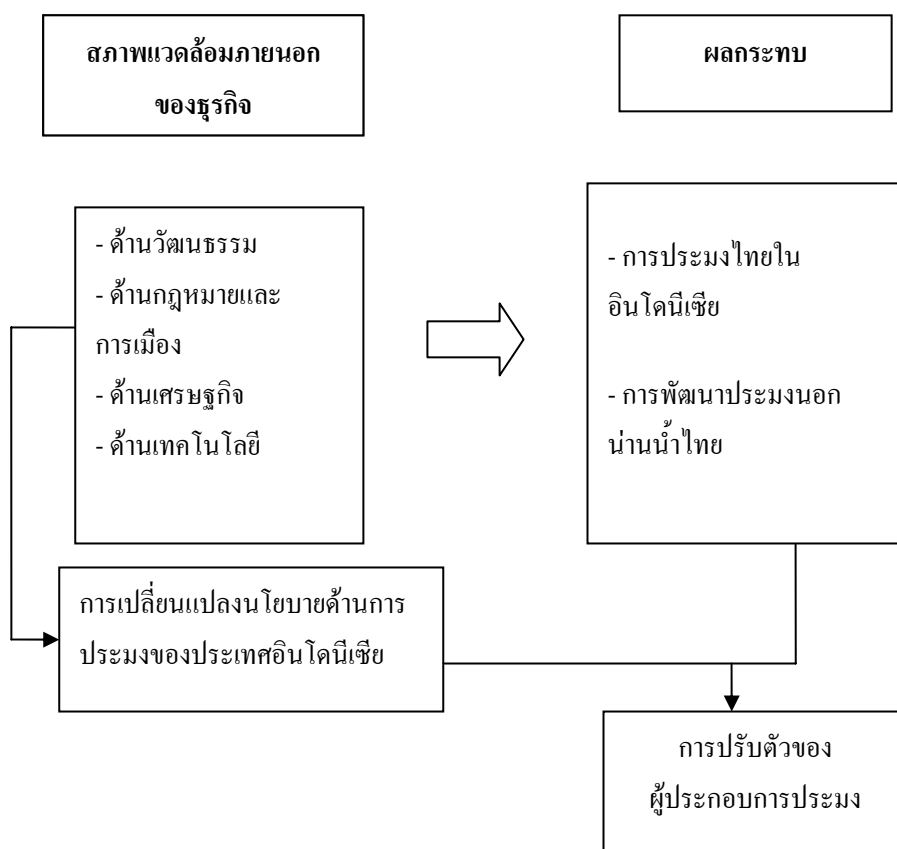 สภาพแวดล้อมภายนอก
ของธุรกิจ
ผลกระทบ
- ด้านวัฒนธรรม
- ด้านกฎหมายและ
การเมือง
- ด้านเศรษฐกิจ
- ด้านเทคโนโลยี
- การประมงไทยใน
อินโดนีเซีย
- การพัฒนาประมงนอก
น่านน้ำไทย
การเปลี่ยนแปลงนโยบายด้านการ
ประมงของประเทศอินโดนีเซีย
การปรับตัวของ
ผู้ประกอบการประมง